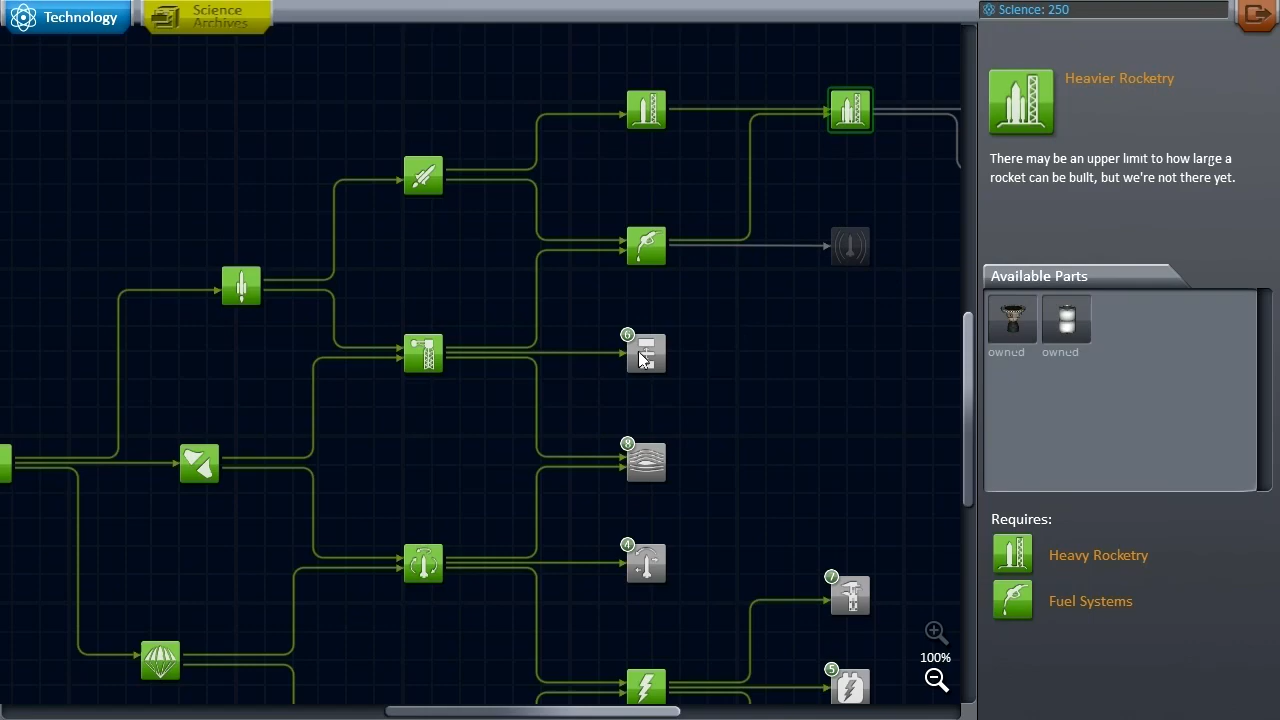 Technology
Science
Archives
Science: 250
Heavier Rocketry
There may be an upper limit to how large a
rocket can be built, but we're not there yet.
Available Parts
owned owned
6
8
4
7
5
Requires:
Heavy Rocketry
Fuel Systems
100%